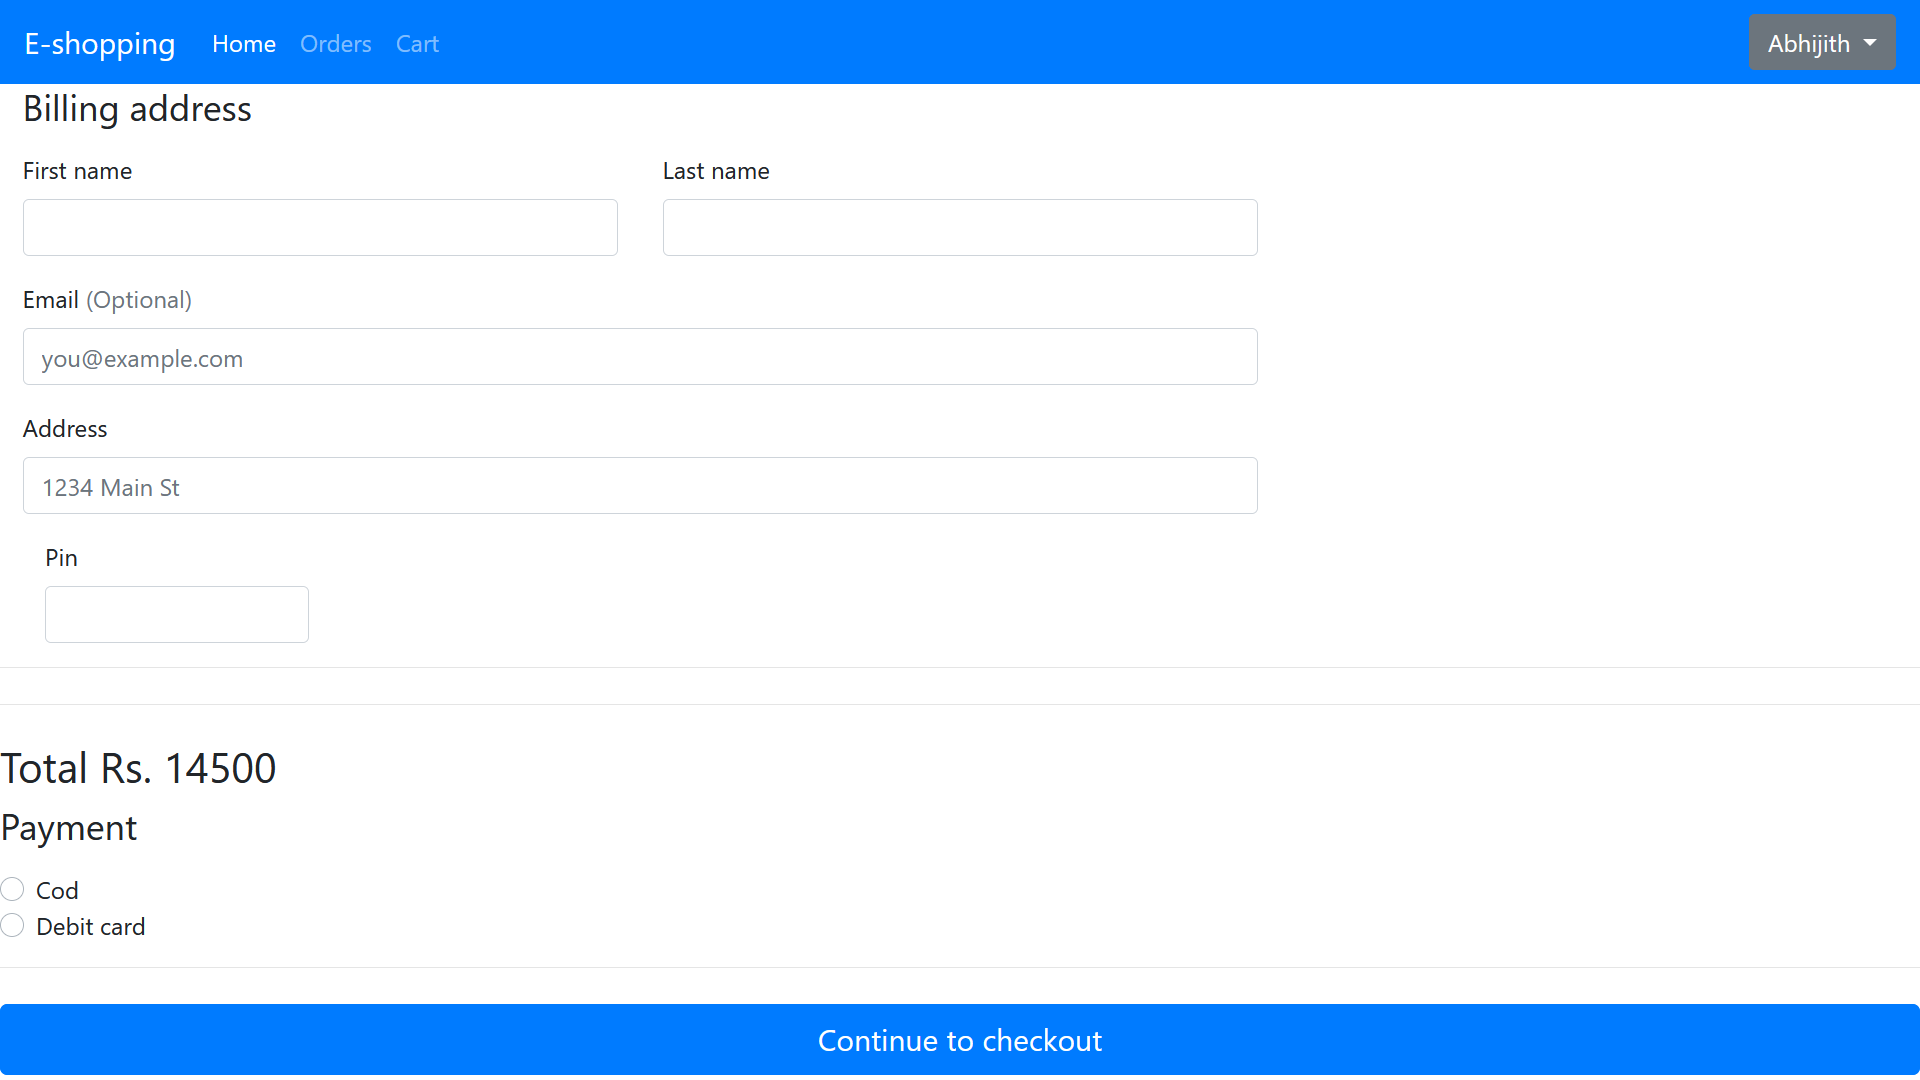 E-shopping Home Orders Cart Abhijith
Billing address
First name Last name
Email (Optional)
you@example.com
Address
1234 Main St
Pin
Total Rs. 14500
Payment
Cod
Debit card
Continue to checkout